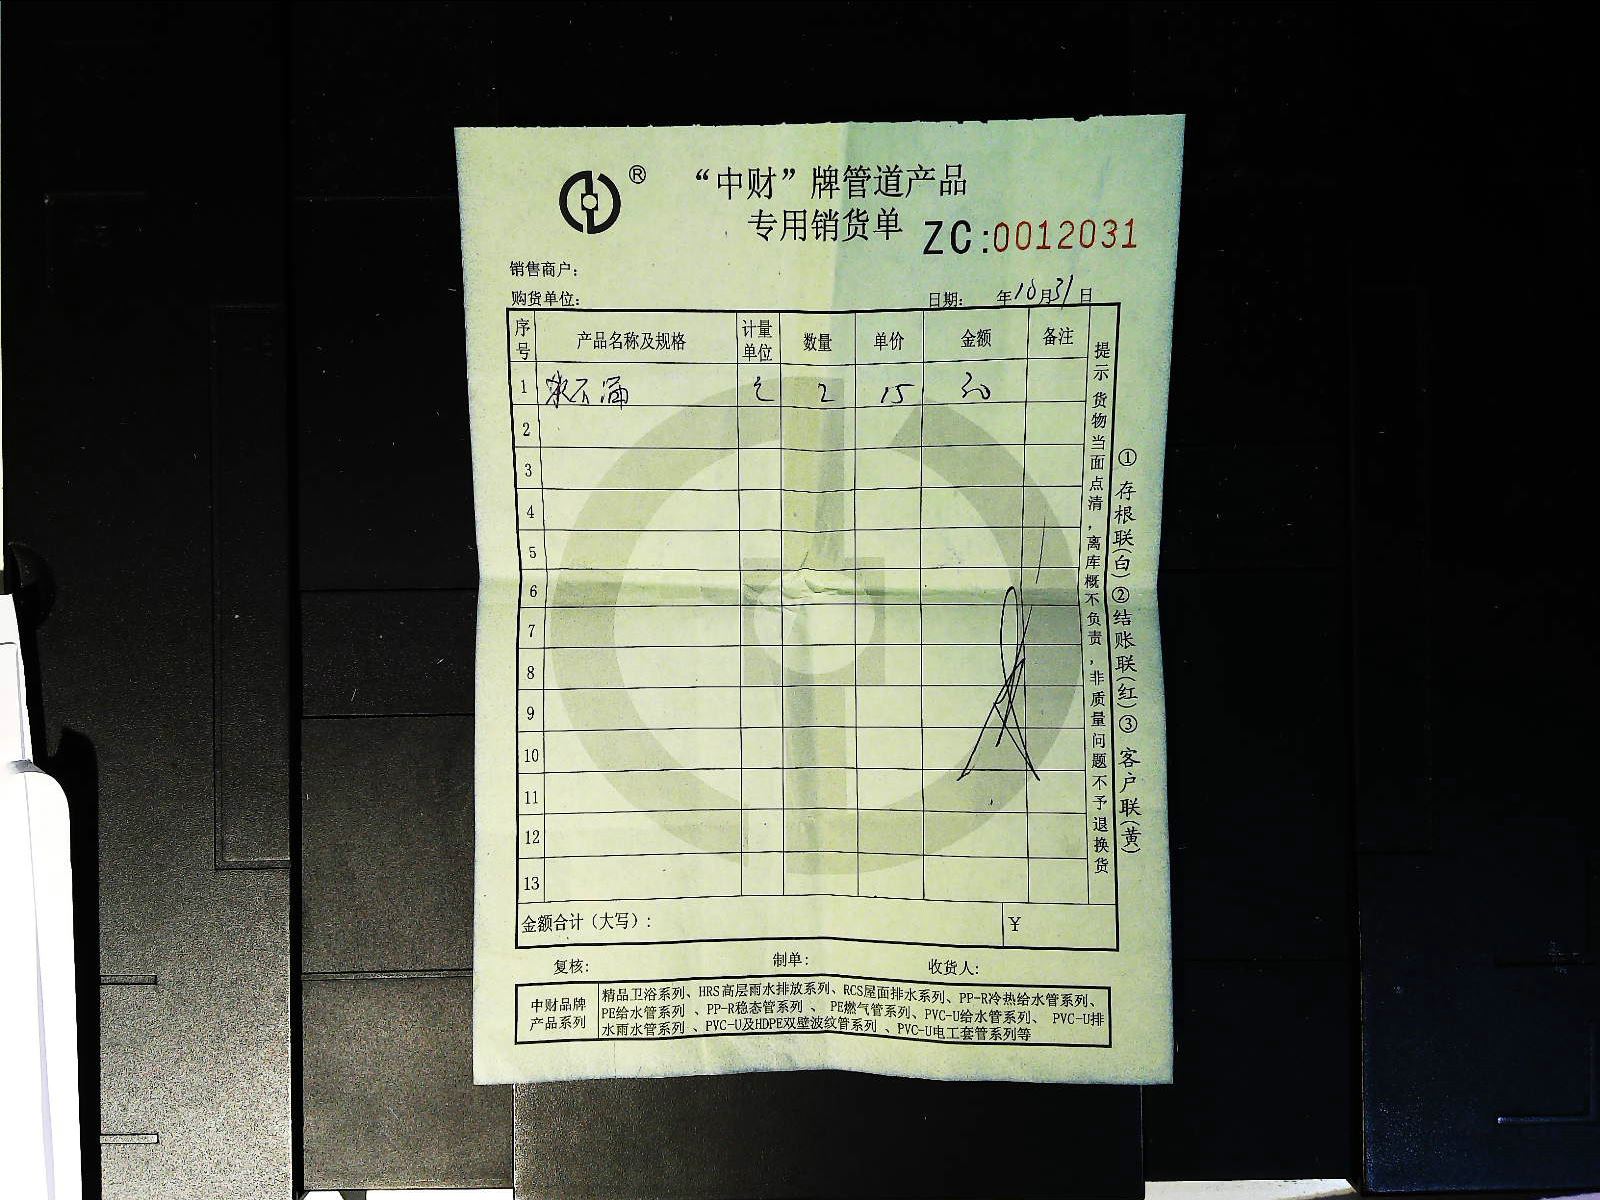 ®
“中财”牌管道产品
专用销货单 ZC:0012031
销售商户:
购货单位: 日期: 年10月31日
序号 产品名称及规格 计量单位 数量 单价 金额 备注
1 2 15 30
2
3
4
5
6
7
8
9
10
11
12
13
金额合计(大写): ¥
复核: 制单: 收货人:
中财品牌产品系列
精品卫浴系列、HRS高层雨水排放系列、RCS屋面排水系列、PP-R冷热给水管系列、
PE给水管系列、PP-R稳态管系列、PE燃气管系列、PVC-U给水管系列、PVC-U排
水雨水管系列、PVC-U及HDPE双壁波纹管系列、PVC-U电工套管系列等
提示 货物当面点清,离库概不负责,非质量问题不予退换货
①存根联(白)②结账联(红)③客户联(黄)